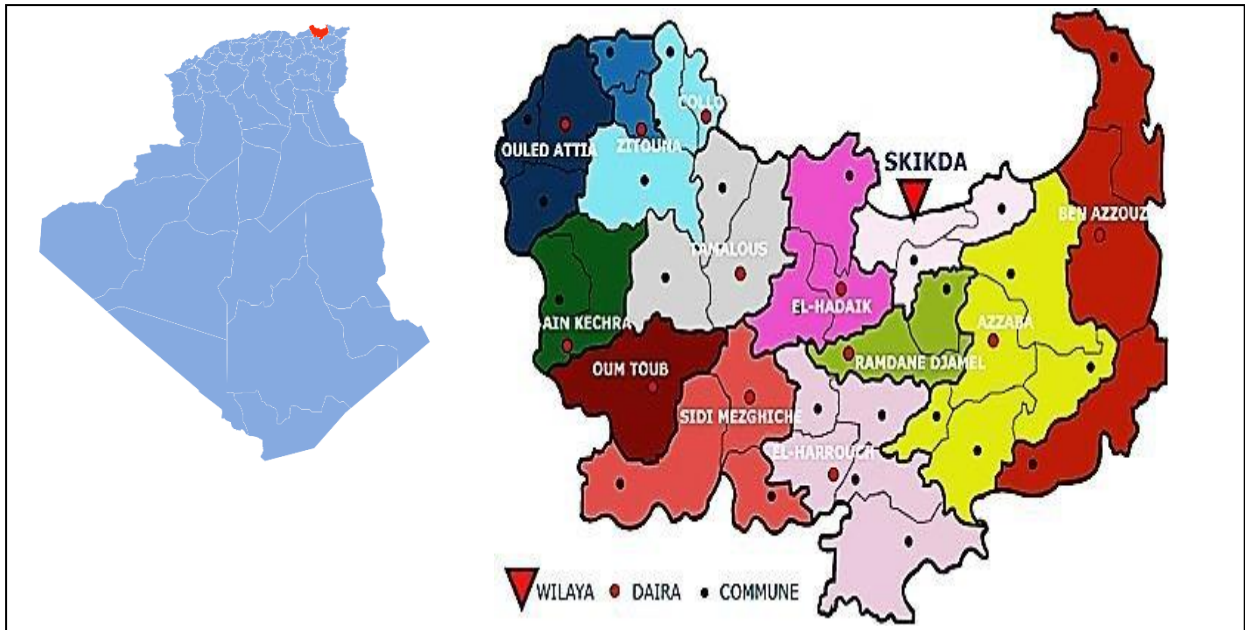 COLLO
OULED ATTIA
ZITOUNA
SKIKDA
BEN AZZOUZ
TAMALOUS
EL-HADAIK
AIN KECHRA
AZZABA
OUM TOUB
RAMDANE DJAMEL
SIDI MEZGHICHE
EL-HARROUCH
WILAYA DAIRA COMMUNE